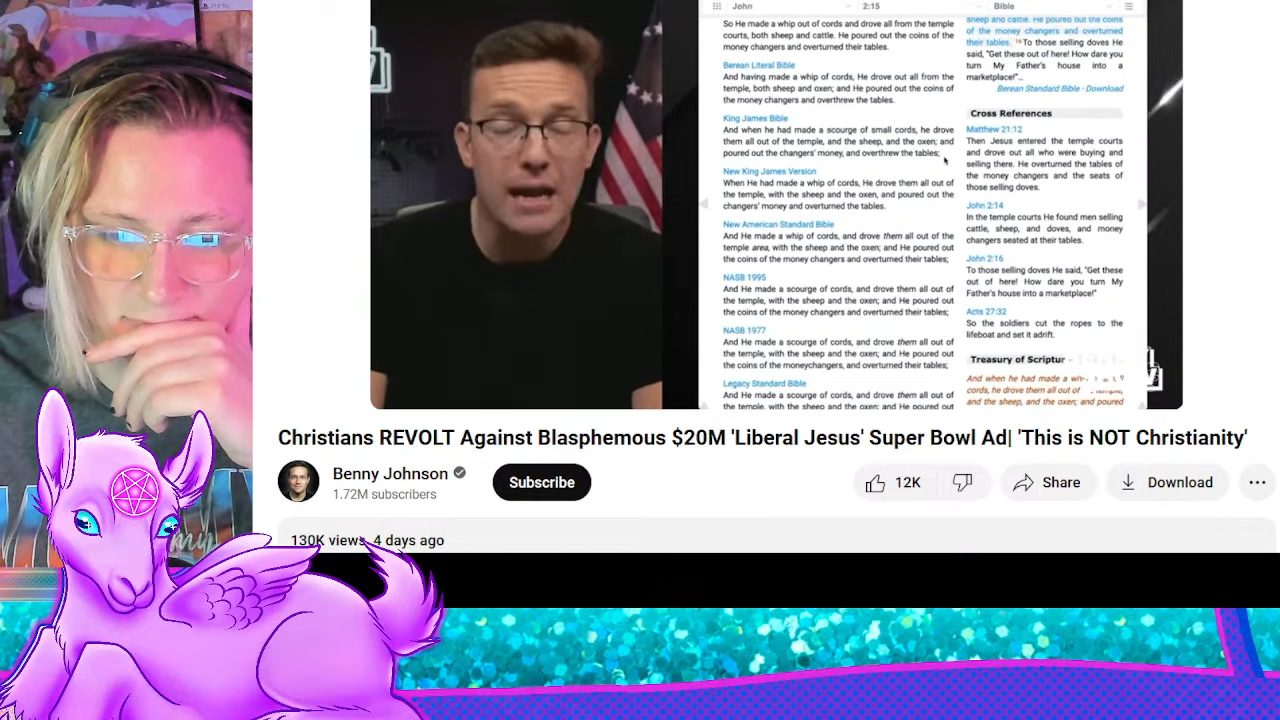 John 2:15 Bible
So He made a whip out of cords and drove all from the temple
courts, both sheep and cattle. He poured out the coins of the
money changers and overturned their tables.
Berean Literal Bible
And having made a whip of cords, He drove out all from the
temple, both sheep and oxen; and He poured out the coins of
the money changers and overthrew the tables.
King James Bible
And when he had made a scourge of small cords, he drove
them all out of the temple, and the sheep, and the oxen; and
poured out the changers' money, and overthrew the tables;
New King James Version
When He had made a whip of cords, He drove them all out of
the temple, with the sheep and the oxen, and poured out the
changers' money and overturned the tables.
New American Standard Bible
And He made a whip of cords, and drove them all out of the
temple area, with the sheep and the oxen; and He poured out
the coins of the money changers and overturned their tables;
NASB 1995
And He made a scourge of cords, and drove them all out of
the temple, with the sheep and the oxen; and He poured out
the coins of the money changers and overturned their tables;
NASB 1977
And He made a scourge of cords, and drove them all out of
the temple, with the sheep and the oxen; and He poured out
the coins of the moneychangers, and overturned their tables;
Legacy Standard Bible
And He made a scourge of cords, and drove them all out of
the temple, with the sheep and the oxen; and He poured out
sheep and cattle. He poured out the coins
of the money changers and overturned
their tables. 16 To those selling doves He
said, "Get these out of here! How dare you
turn My Father's house into a
marketplace!"...
Berean Standard Bible · Download
Cross References
Matthew 21:12
Then Jesus entered the temple courts
and drove out all who were buying and
selling there. He overturned the tables of
the money changers and the seats of
those selling doves.
John 2:14
In the temple courts He found men selling
cattle, sheep, and doves, and money
changers seated at their tables.
John 2:16
To those selling doves He said, "Get these
out of here! How dare you turn My
Father's house into a marketplace!"
Acts 27:32
So the soldiers cut the ropes to the
lifeboat and set it adrift.
Treasury of Scriptur
And when he had made a
cords, he drove them all out of
and the sheep, and the oxen; and poured
Christians REVOLT Against Blasphemous $20M 'Liberal Jesus' Super Bowl Ad| 'This is NOT Christianity'
Benny Johnson
1.72M subscribers
Subscribe
12K
Share
Download
130K views 4 days ago